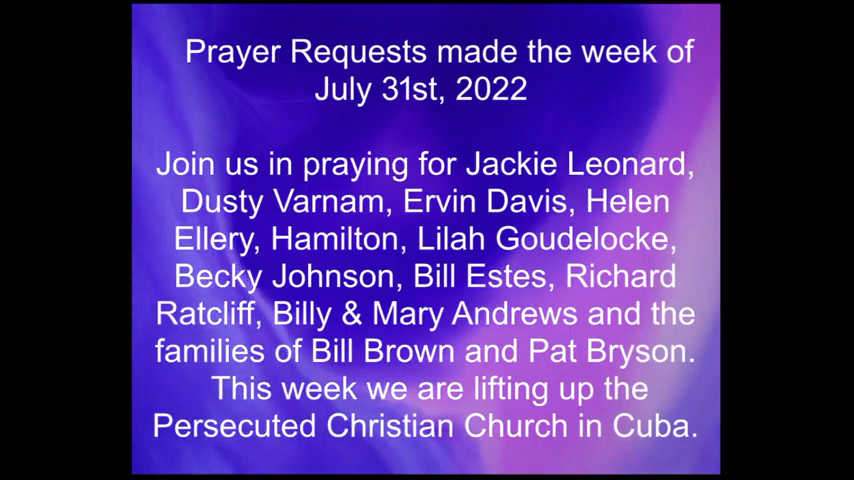 Prayer Requests made the week of
July 31st, 2022
Join us in praying for Jackie Leonard,
Dusty Varnam, Ervin Davis, Helen
Ellery, Hamilton, Lilah Goudelocke,
Becky Johnson, Bill Estes, Richard
Ratcliff, Billy & Mary Andrews and the
families of Bill Brown and Pat Bryson.
This week we are lifting up the
Persecuted Christian Church in Cuba.